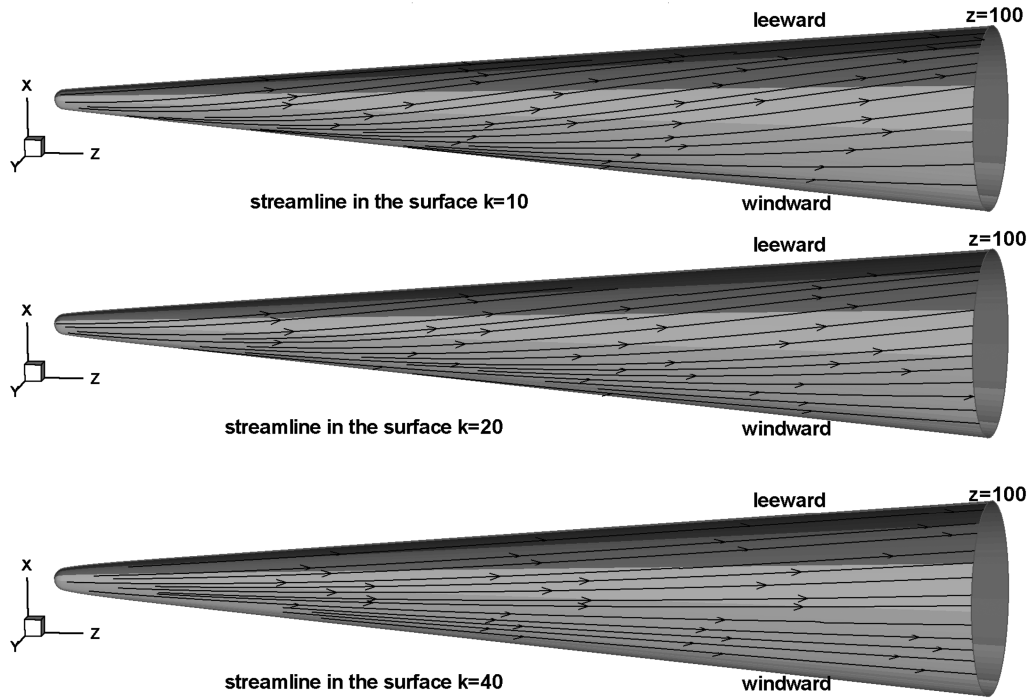 leeward
z=100
X
Z
Y
streamline in the surface k=10
windward
leeward
z=100
X
Z
Y
streamline in the surface k=20
windward
leeward
z=100
X
Z
Y
streamline in the surface k=40
windward